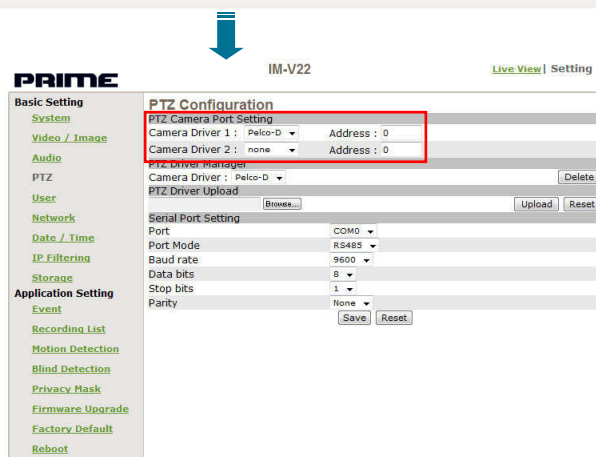 IM-V22
Live View| Setting
PRIME
Basic Setting
System
Video / Image
Audio
PTZ
User
Network
Date / Time
IP Filtering
Storage
Application Setting
Event
Recording List
Motion Detection
Blind Detection
Privacy Mask
Firmware Upgrade
Factory Default
Reboot
PTZ Configuration
PTZ Camera Port Setting
Camera Driver 1 : Pelco-D Address : 0
Camera Driver 2 : none Address : 0
PTZ Driver Manager
Camera Driver : Pelco-D Delete
PTZ Driver Upload
Browse... Upload Reset
Serial Port Setting
Port COM0
Port Mode RS485
Baud rate 9600
Data bits 8
Stop bits 1
Parity None
Save Reset